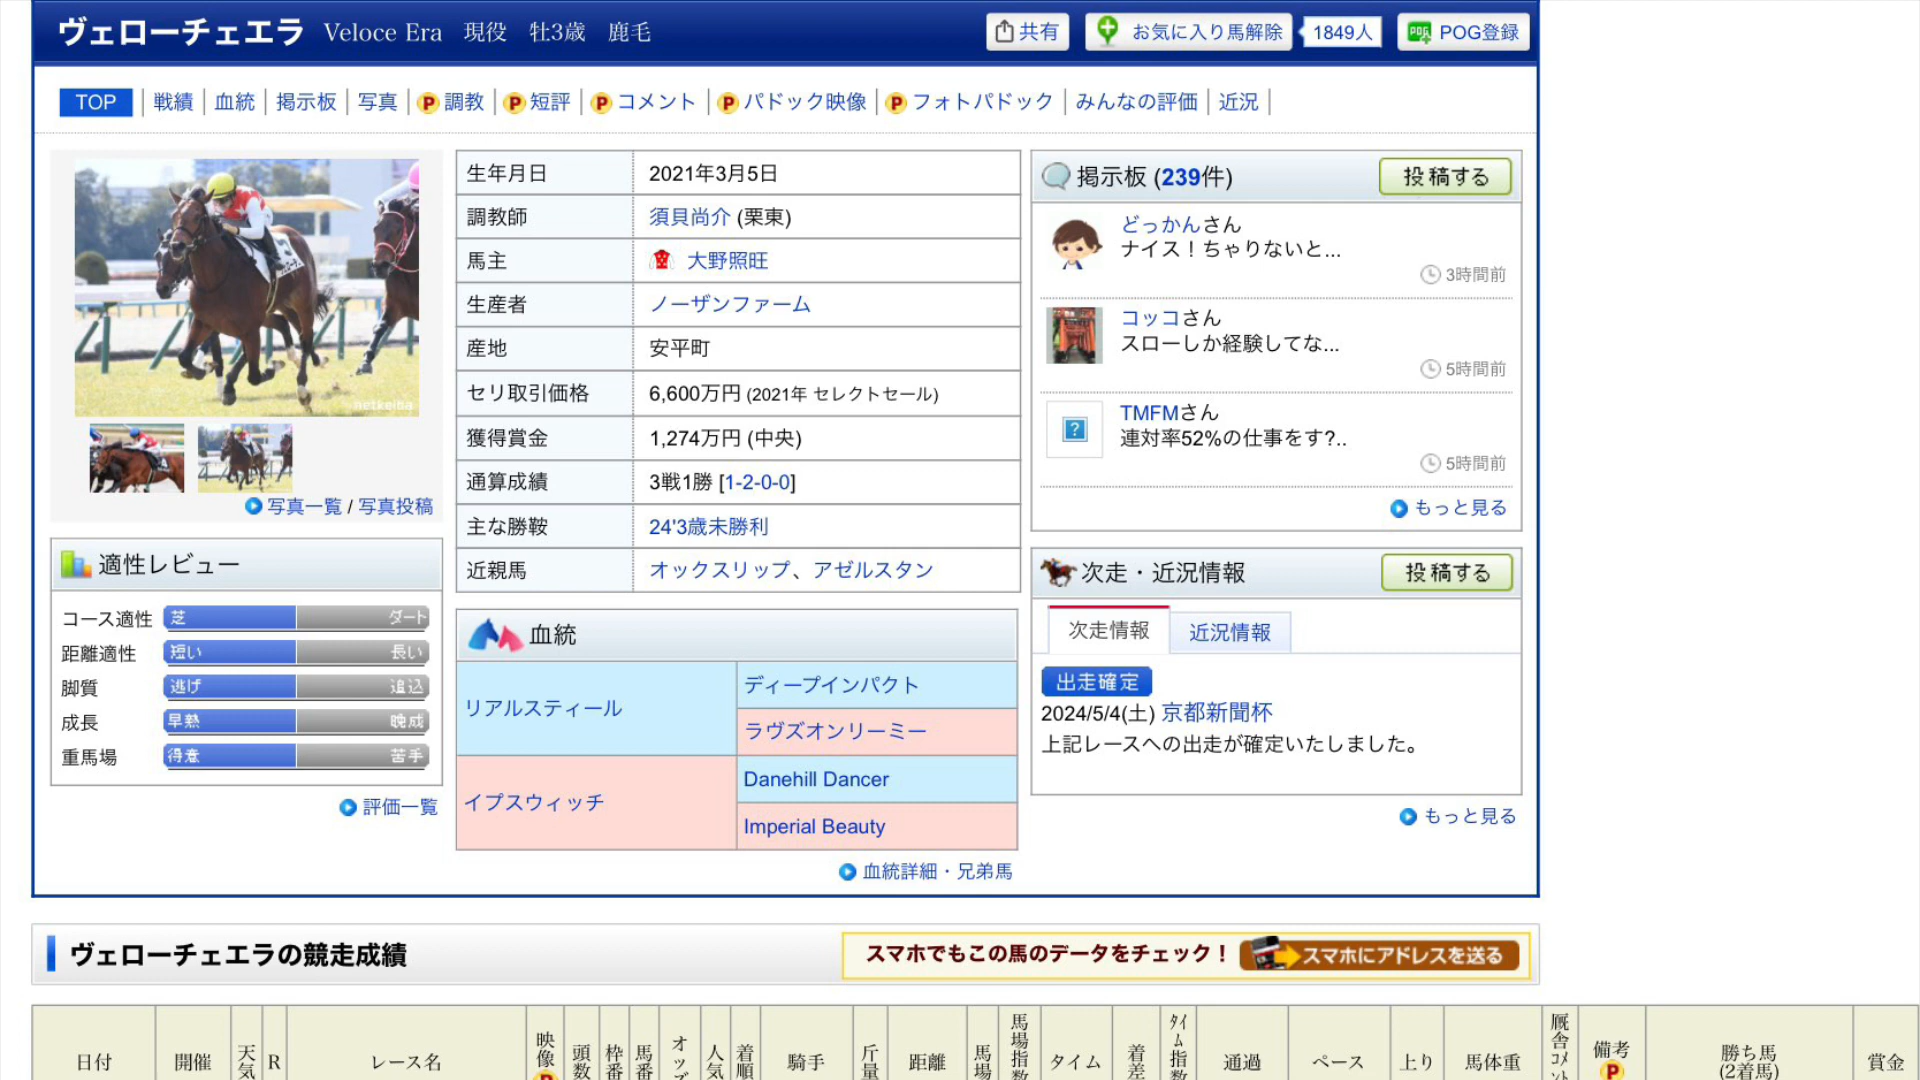 ヴェローチェエラ Veloce Era 現役 牡3歳 鹿毛 共有 お気に入り馬解除 1849人 POG登録
TOP 戦績 血統 掲示板 写真 P 調教 P 短評 P コメント P パドック映像 P フォトパドック みんなの評価 近況
netkeiba
写真一覧 / 写真投稿
適性レビュー
コース適性 芝 ダート
距離適性 短い 長い
脚質 逃げ 追込
成長 早熟 晩成
重馬場 得意 苦手
評価一覧
生年月日 2021年3月5日
調教師 須貝尚介 (栗東)
馬主 大野照旺
生産者 ノーザンファーム
産地 安平町
セリ取引価格 6,600万円 (2021年 セレクトセール)
獲得賞金 1,274万円 (中央)
通算成績 3戦1勝 [1-2-0-0]
主な勝鞍 24'3歳未勝利
近親馬 オックスリップ、アゼルスタン
血統
リアルスティール
ディープインパクト
ラヴズオンリーミー
イプスウィッチ
Danehill Dancer
Imperial Beauty
血統詳細・兄弟馬
掲示板 (239件) 投稿する
どっかんさん
ナイス！ちゃりないと...
3時間前
コッコさん
スローしか経験してな...
5時間前
TMFMさん
連対率52%の仕事をす?..
5時間前
もっと見る
次走・近況情報 投稿する
次走情報 近況情報
出走確定
2024/5/4(土) 京都新聞杯
上記レースへの出走が確定いたしました。
もっと見る
ヴェローチェエラの競走成績 スマホでもこの馬のデータをチェック！ スマホにアドレスを送る
日付 開催 天気 R レース名 映像 P 頭数 枠番 馬番 オッズ 人気 着順 騎手 斤量 距離 馬場 馬場指数 タイム 着差 タイム指数 通過 ペース 上り 馬体重 厩舎コメント 備考 P 勝ち馬 (2着馬) 賞金